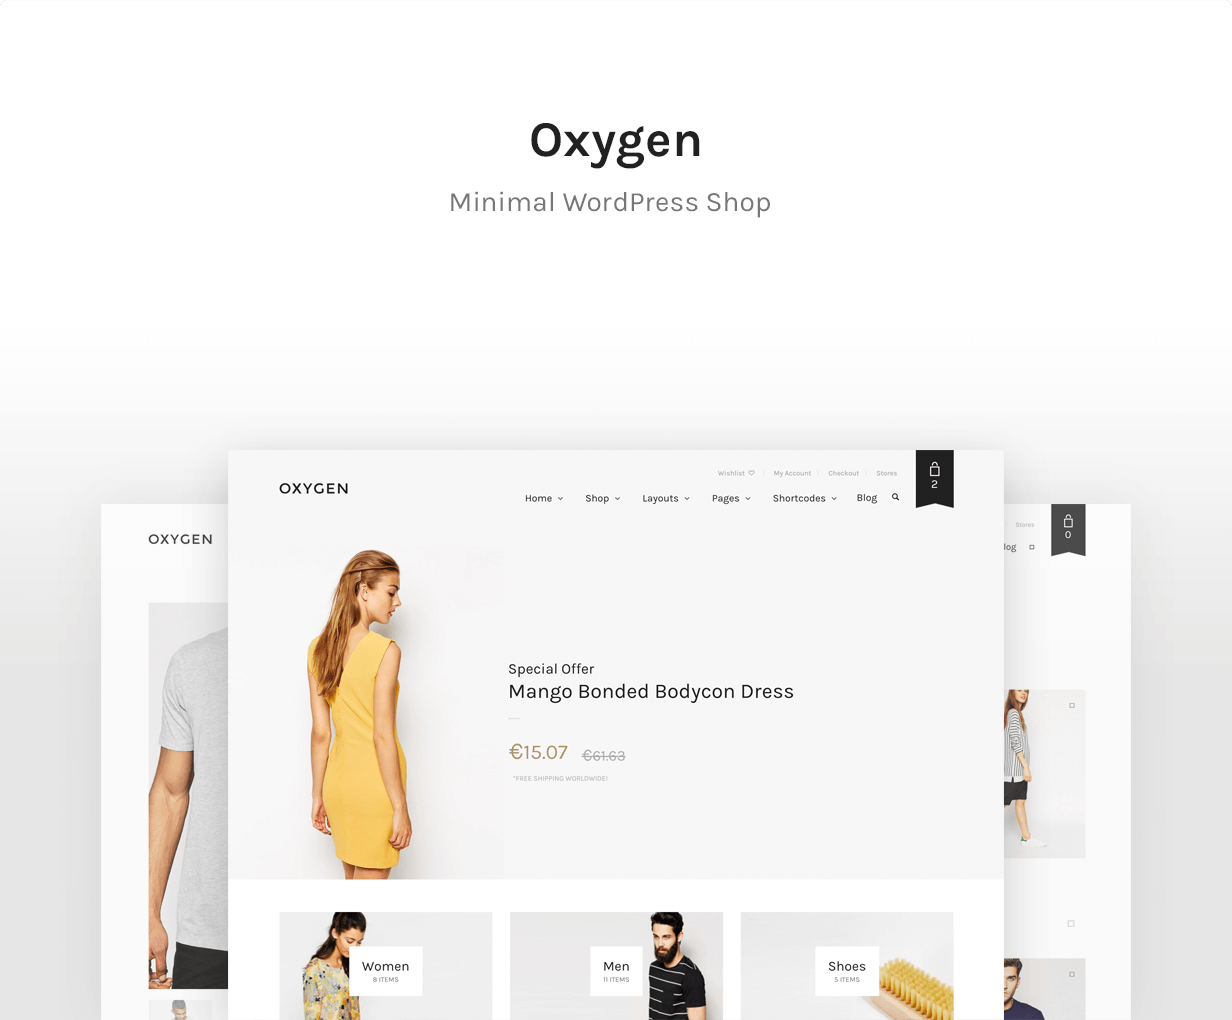 Oxygen
Minimal WordPress Shop
Wishlist
My Account
Checkout
Stores
OXYGEN
Home
Shop
Layouts
Pages
Shortcodes
Blog
2
OXYGEN
Stores
log
0
Special Offer
Mango Bonded Bodycon Dress
€15.07 €61.63
*FREE SHIPPING WORLDWIDE!
Women
8 ITEMS
Men
11 ITEMS
Shoes
5 ITEMS